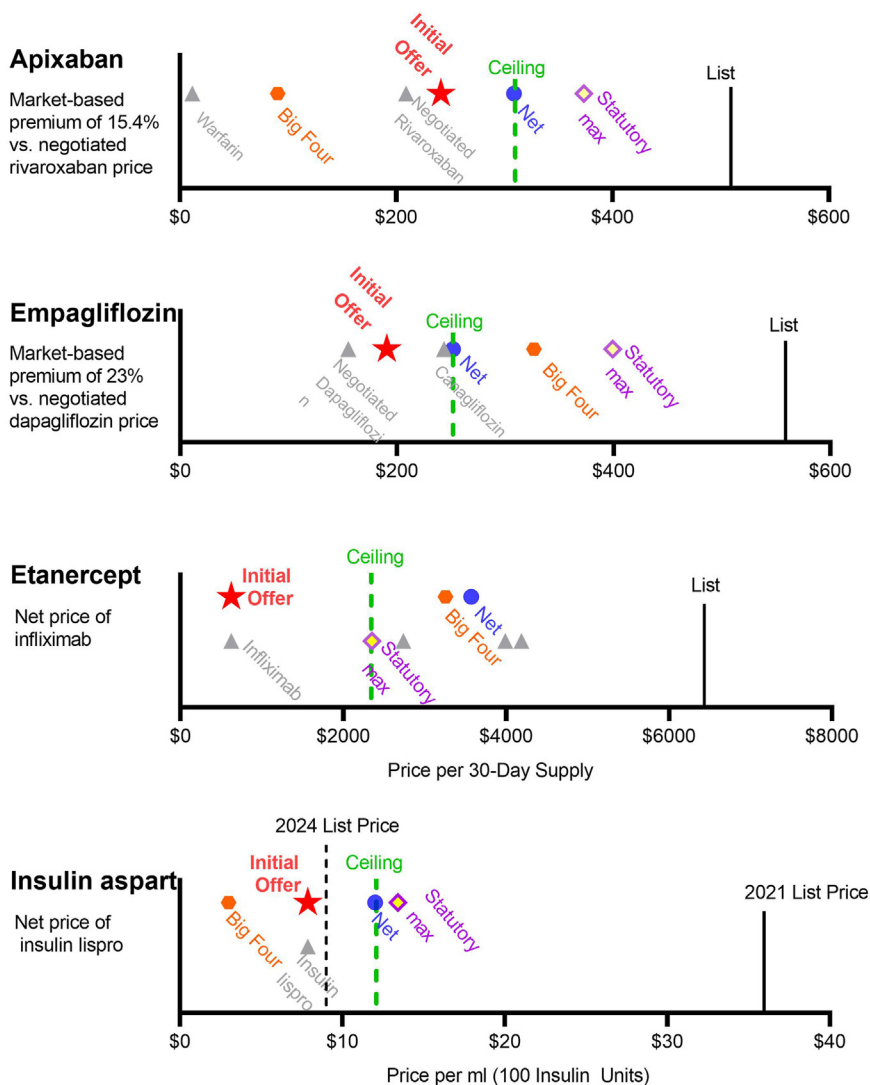 Apixaban
Market-based
premium of 15.4%
vs. negotiated
rivaroxaban price
Warfarin
Big Four
Negotiated
Rivaroxaban
Initial
Offer
Ceiling
Net
Statutory
max
List
$0
$200
$400
$600
Empagliflozin
Market-based
premium of 23%
vs. negotiated
dapagliflozin price
Initial
Offer
Negotiated
Dapagliflozi
n
Ceiling
Canagliflozin
Net
Big Four
Statutory
max
List
$0
$200
$400
$600
Etanercept
Net price of
infliximab
Initial
Offer
Infliximab
Ceiling
Statutory
max
Big Four
Net
List
$0
$2000
$4000
$6000
$8000
Price per 30-Day Supply
Insulin aspart
Net price of
insulin lispro
Big Four
Initial
Offer
Insulin
lispro
2024 List Price
Ceiling
Net
Statutory
max
2021 List Price
$0
$10
$20
$30
$40
Price per ml (100 Insulin Units)